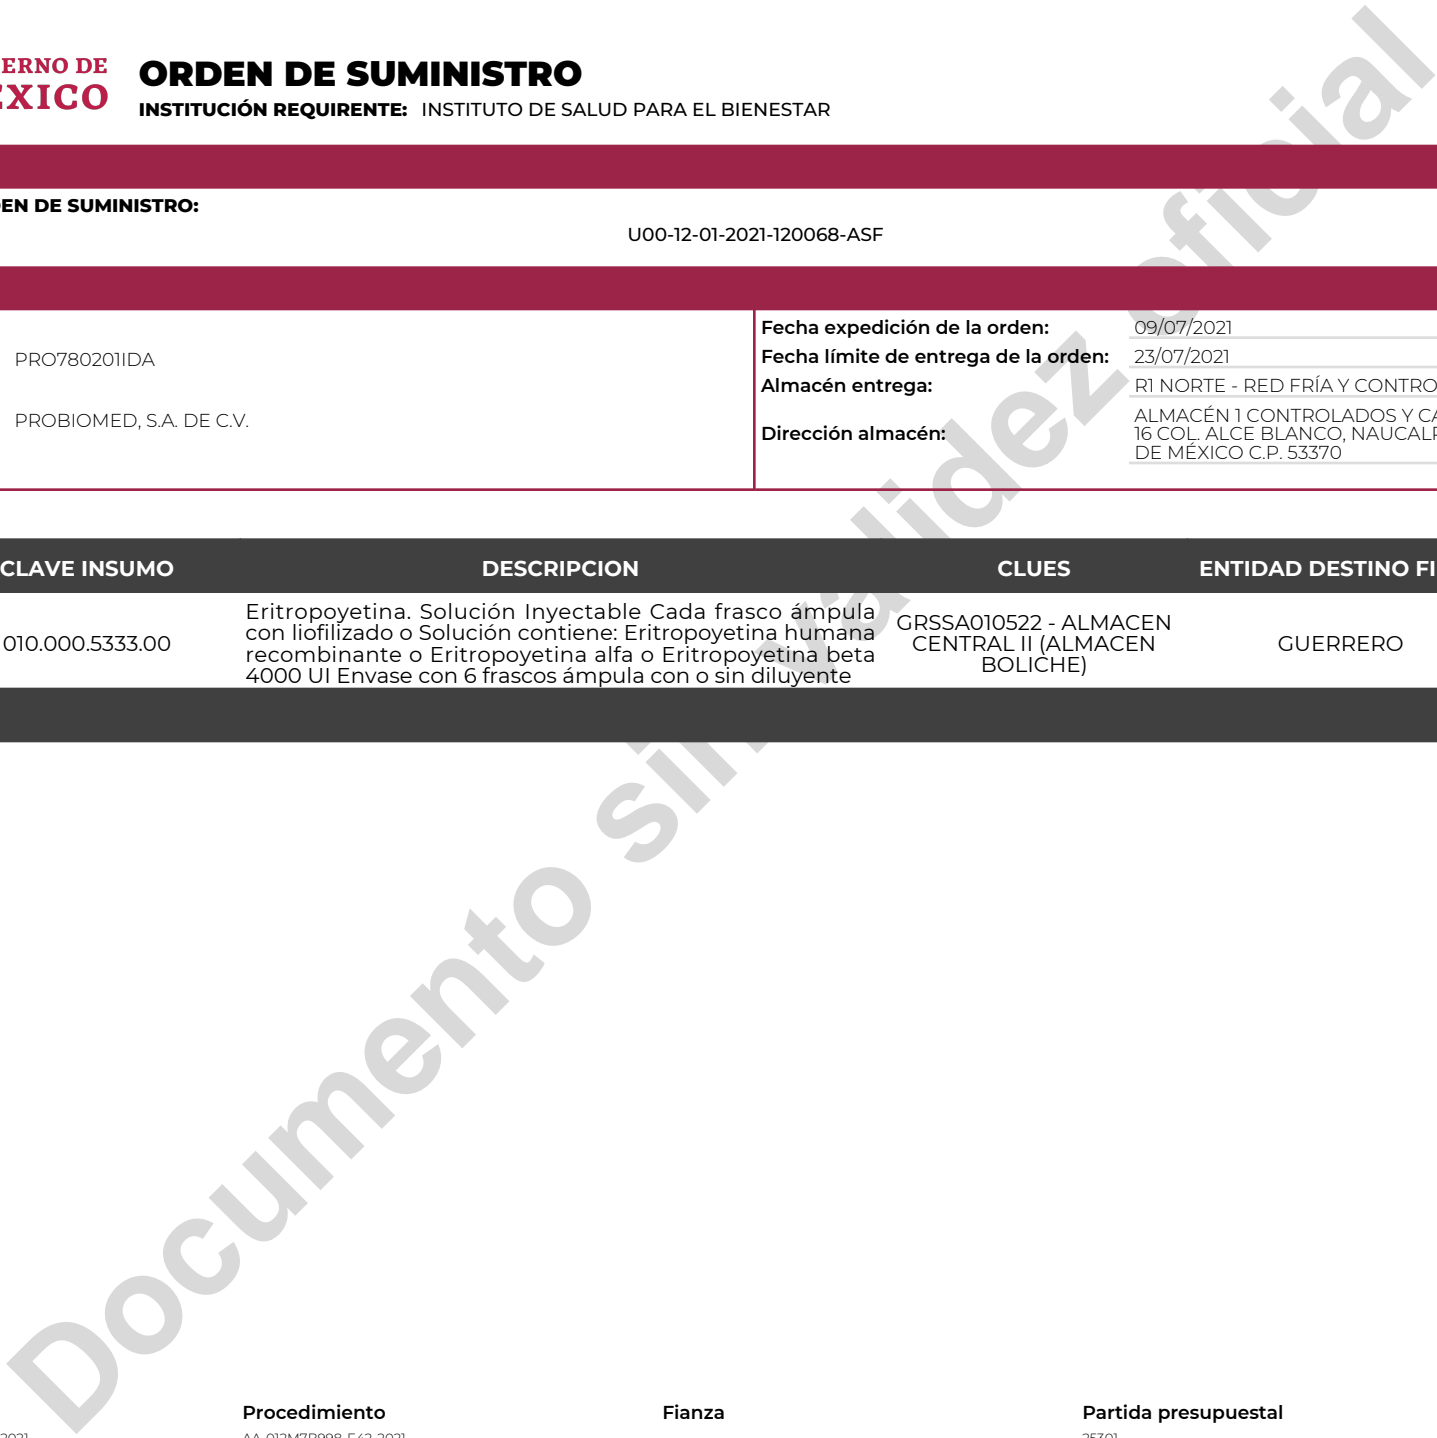 ERNO DE
ÉXICO
ORDEN DE SUMINISTRO
INSTITUCIÓN REQUIRENTE: INSTITUTO DE SALUD PARA EL BIENESTAR
EN DE SUMINISTRO:
U00-12-01-2021-120068-ASF
PRO780201IDA
PROBIOMED, S.A. DE C.V.
Fecha expedición de la orden: 09/07/2021
Fecha límite de entrega de la orden: 23/07/2021
Almacén entrega: R1 NORTE - RED FRÍA Y CONTRO
Dirección almacén:
ALMACÉN 1 CONTROLADOS Y CA
16 COL. ALCE BLANCO, NAUCALP
DE MÉXICO C.P. 53370
CLAVE INSUMO DESCRIPCION CLUES ENTIDAD DESTINO FI
010.000.5333.00
Eritropoyetina. Solución Inyectable Cada frasco ámpula
con liofilizado o Solución contiene: Eritropoyetina humana
recombinante o Eritropoyetina alfa o Eritropoyetina beta
4000 UI Envase con 6 frascos ámpula con o sin diluyente
GRSSA010522 - ALMACEN
CENTRAL II (ALMACEN
BOLICHE)
GUERRERO
Documento sin validez oficial
Procedimiento Fianza Partida presupuestal